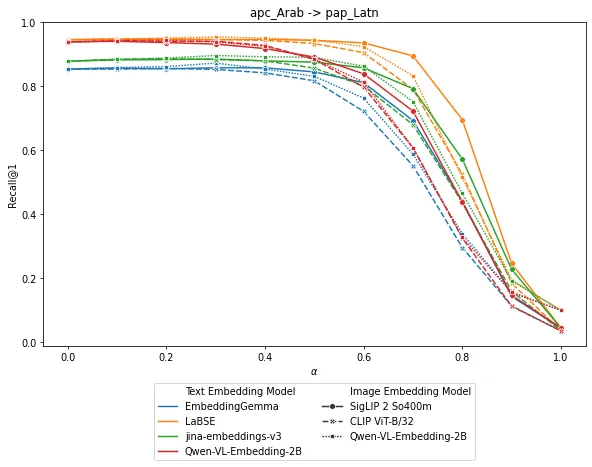 apc_Arab -> pap_Latn
Recall@1
1.0
0.8
0.6
0.4
0.2
0.0
0.0 0.2 0.4 0.6 0.8 1.0
α
Text Embedding Model
EmbeddingGemma
LaBSE
jina-embeddings-v3
Qwen-VL-Embedding-2B
Image Embedding Model
SigLIP 2 So400m
CLIP ViT-B/32
Qwen-VL-Embedding-2B